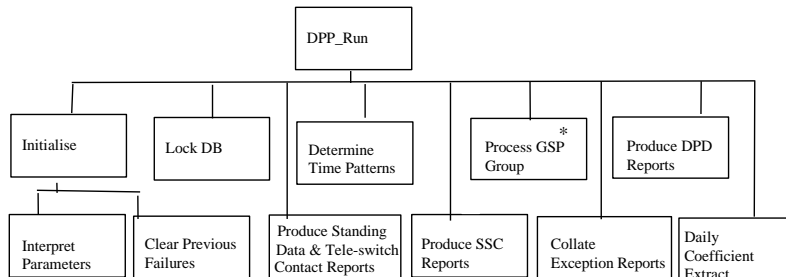 DPP_Run
Initialise
Lock DB
Determine
Time Patterns
*
Process GSP
Group
Produce DPD
Reports
Interpret
Parameters
Clear Previous
Failures
Produce Standing
Data & Tele-switch
Contact Reports
Produce SSC
Reports
Collate
Exception Reports
Daily
Coefficient
Extract